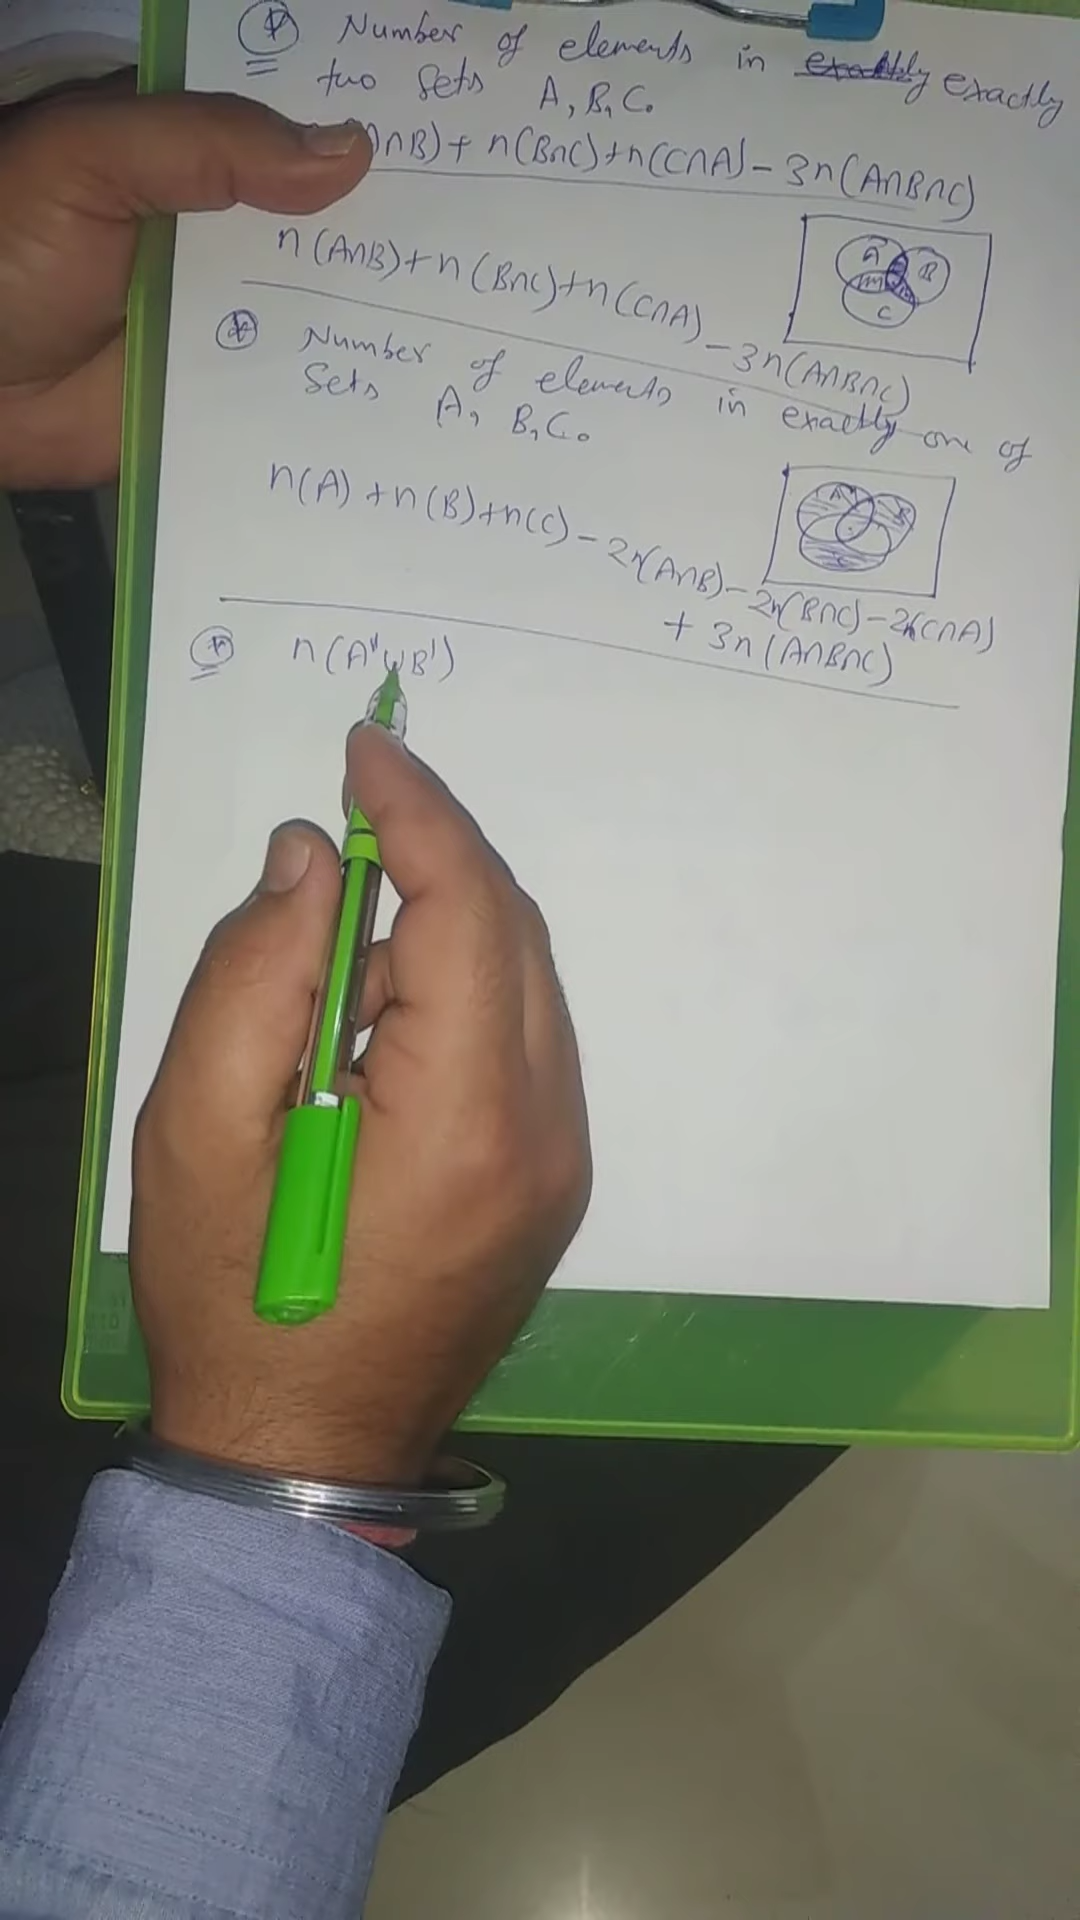 Number of elements in exactly exactly
two sets A, B, C.
∩B) + n(B∩C) + n(C∩A) - 3n(A∩B∩C)
n(A∩B) + n(B∩C) + n(C∩A) - 3n(A∩B∩C)
A B
C
Number of elements in exactly one of
Sets A, B, C.
n(A) + n(B) + n(C) - 2n(A∩B) - 2n(B∩C) - 2n(C∩A)
+ 3n(A∩B∩C)
A B
C
n(A'∪B')